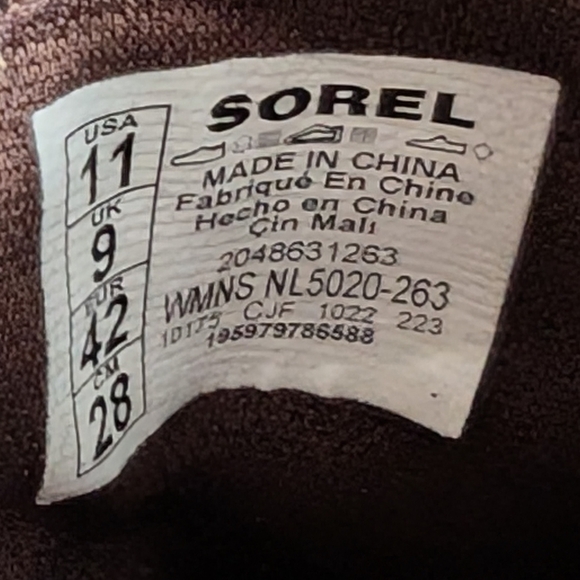 USA
11
UK
9
EUR
42
CM
28
SOREL
MADE IN CHINA
Fabriqué En Chine
Hecho en China
Çin Malı
2048631263
WMNS NL5020-263
10175 CJF 1022 223
195979786588